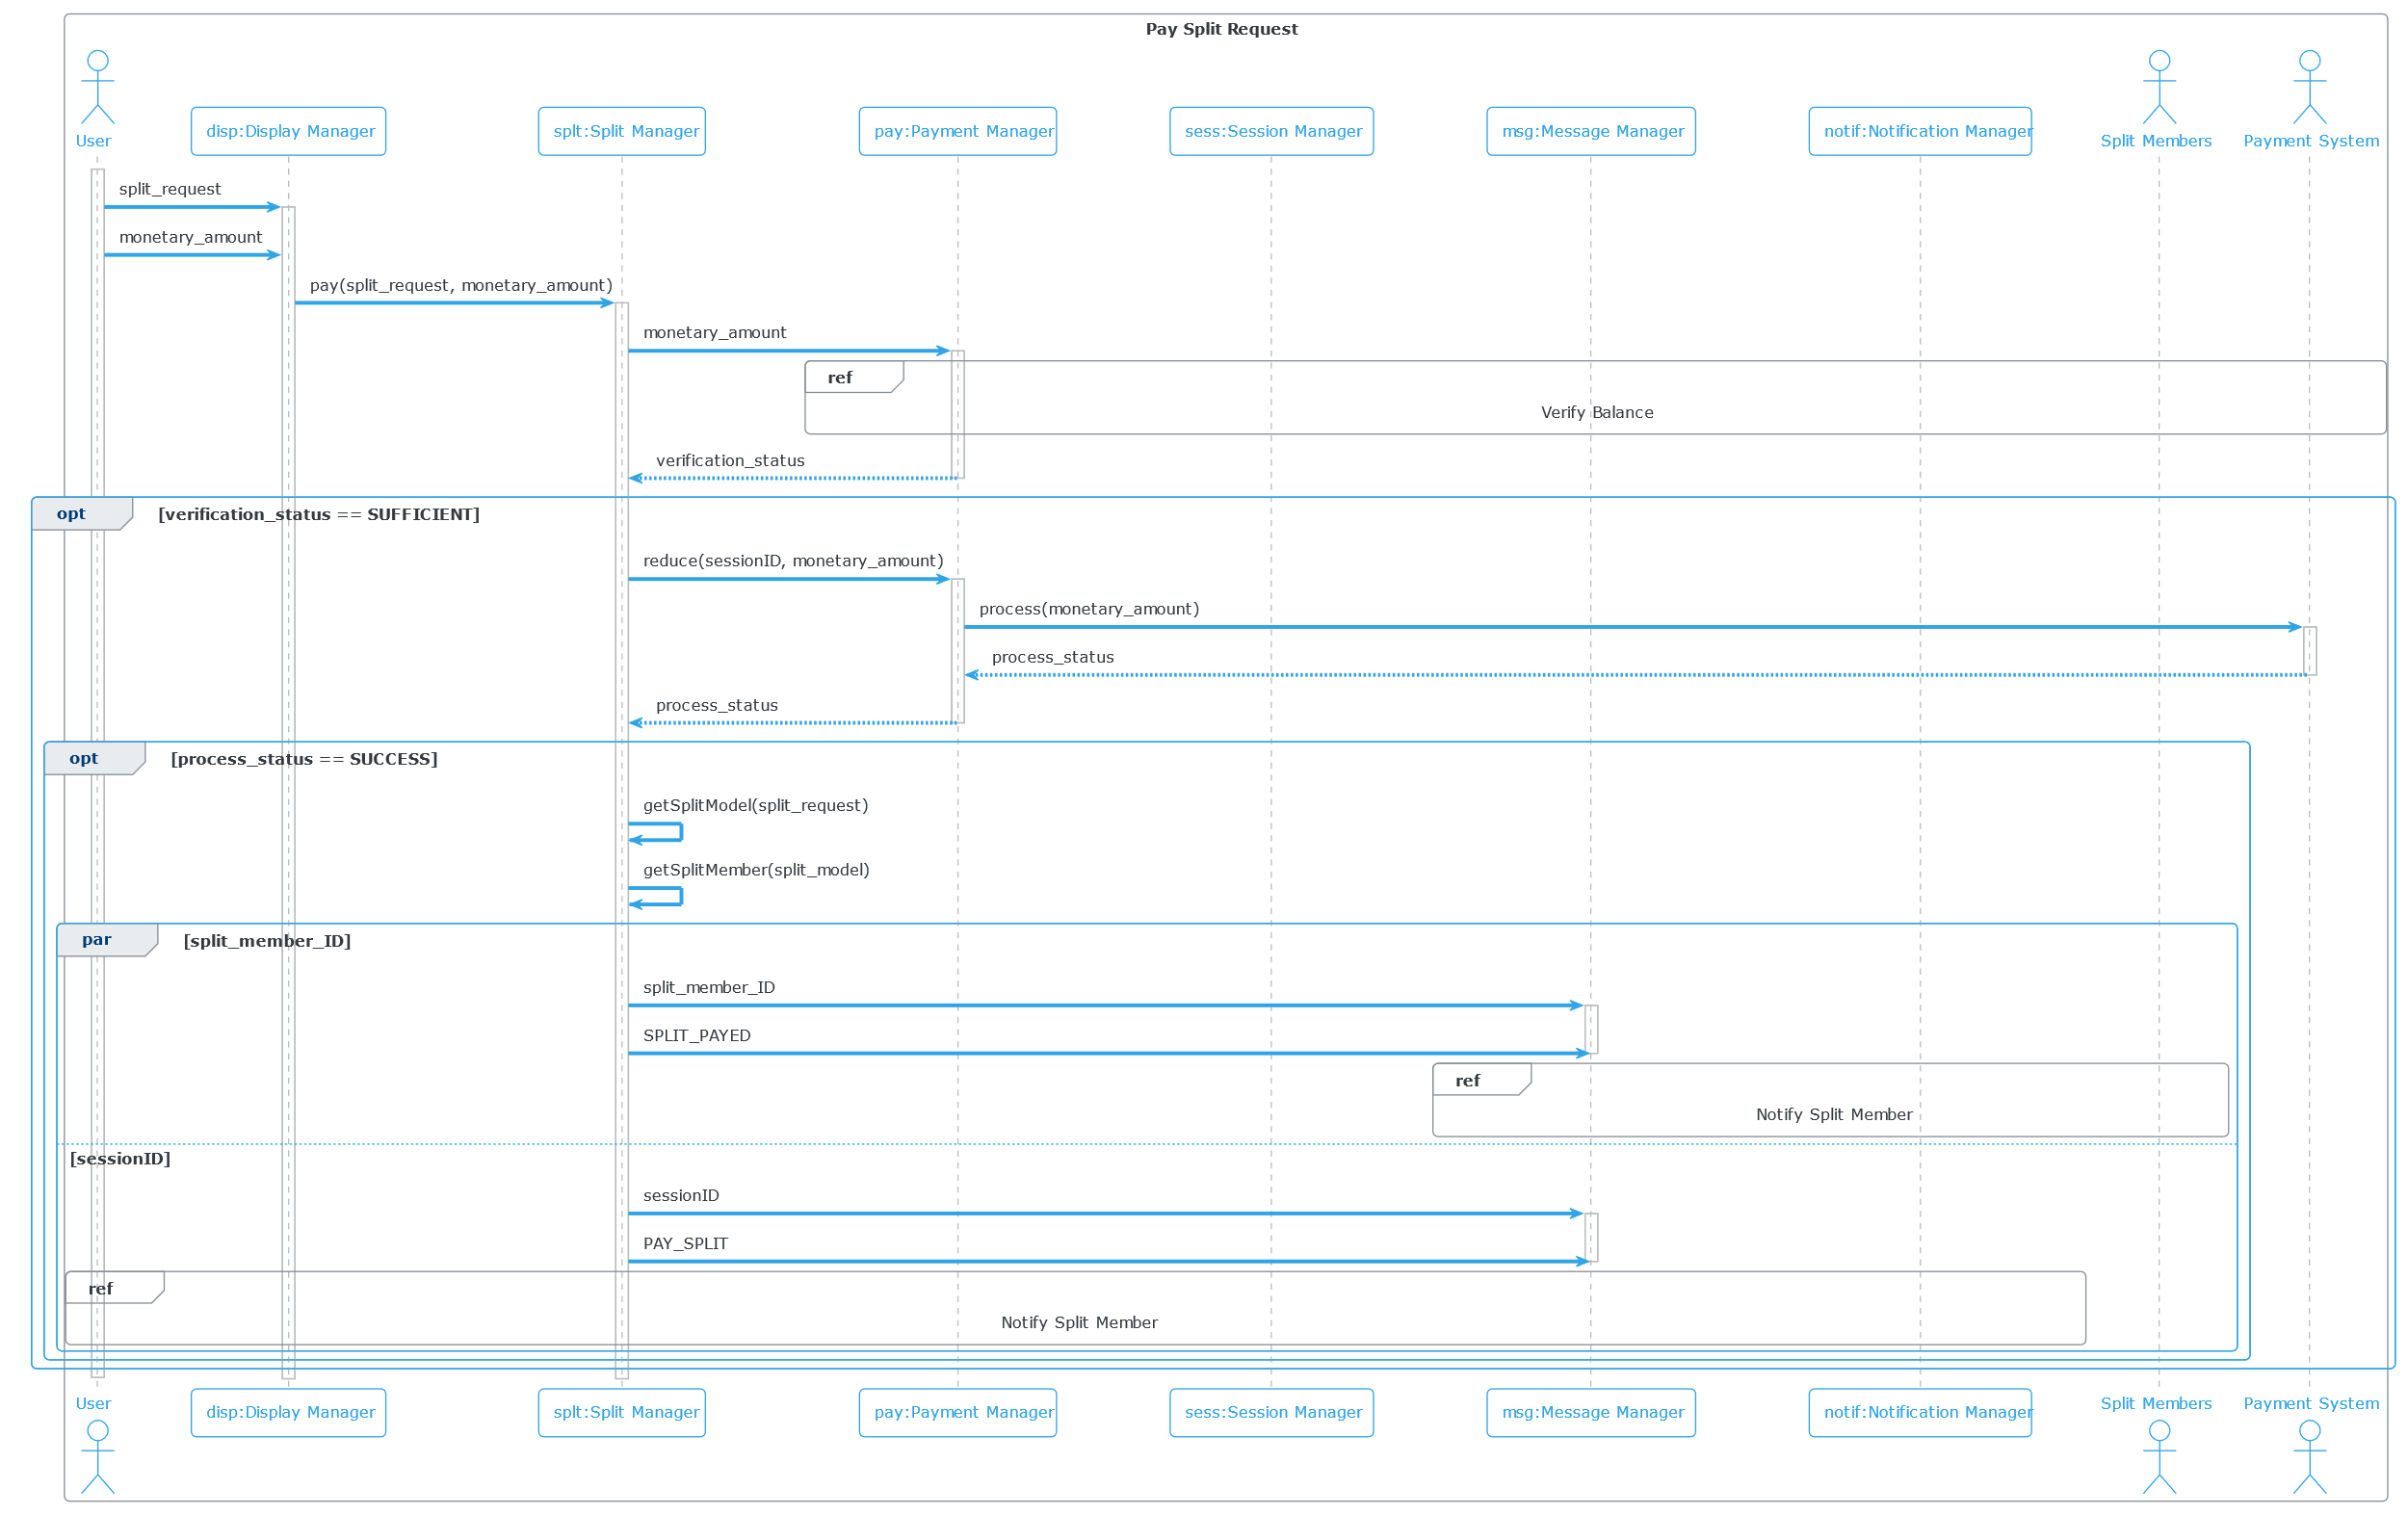 Pay Split Request
User
disp:Display Manager
splt:Split Manager
pay:Payment Manager
sess:Session Manager
msg:Message Manager
notif:Notification Manager
Split Members
Payment System
split_request
monetary_amount
pay(split_request, monetary_amount)
monetary_amount
ref
Verify Balance
verification_status
opt
[verification_status == SUFFICIENT]
reduce(sessionID, monetary_amount)
process(monetary_amount)
process_status
process_status
opt
[process_status == SUCCESS]
getSplitModel(split_request)
getSplitMember(split_model)
par
[split_member_ID]
split_member_ID
SPLIT_PAYED
ref
Notify Split Member
[sessionID]
sessionID
PAY_SPLIT
ref
Notify Split Member
User
disp:Display Manager
splt:Split Manager
pay:Payment Manager
sess:Session Manager
msg:Message Manager
notif:Notification Manager
Split Members
Payment System